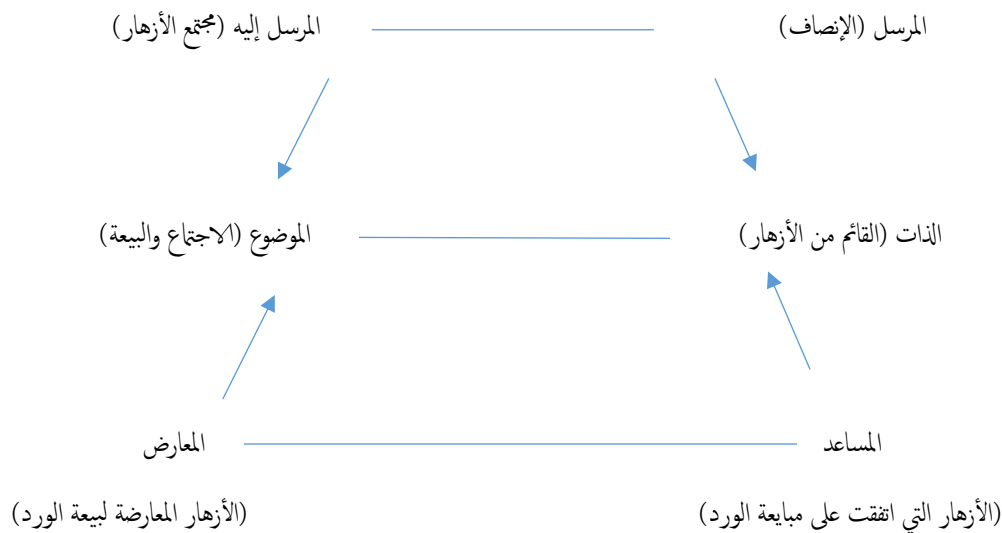 المرسل (الإنصاف)
المرسل إليه (مجتمع الأزهار)
الذات (القائم من الأزهار)
الموضوع (الاجتماع والبيعة)
المساعد
المعارض
(الأزهار التي اتفقت على مبايعة الورد)
(الأزهار المعارضة لبيعة الورد)